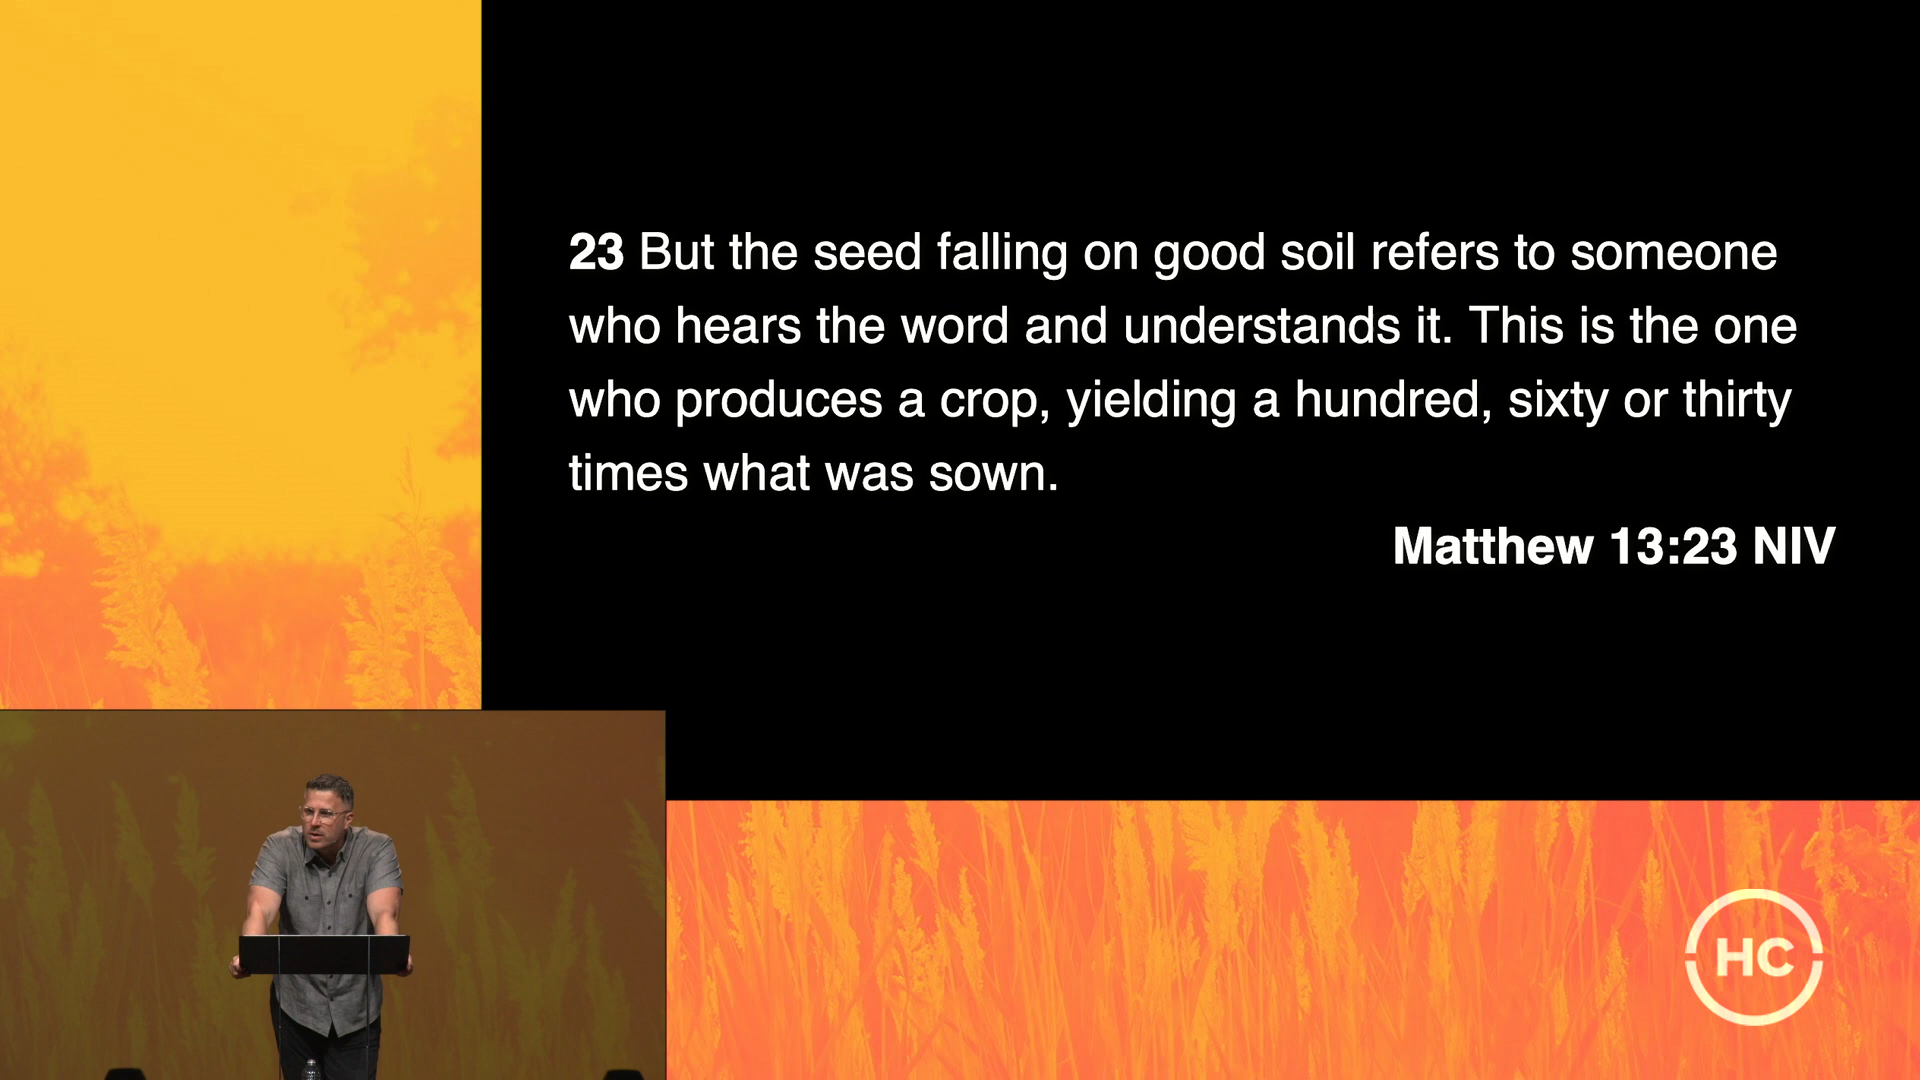 23 But the seed falling on good soil refers to someone
who hears the word and understands it. This is the one
who produces a crop, yielding a hundred, sixty or thirty
times what was sown.
Matthew 13:23 NIV
HC